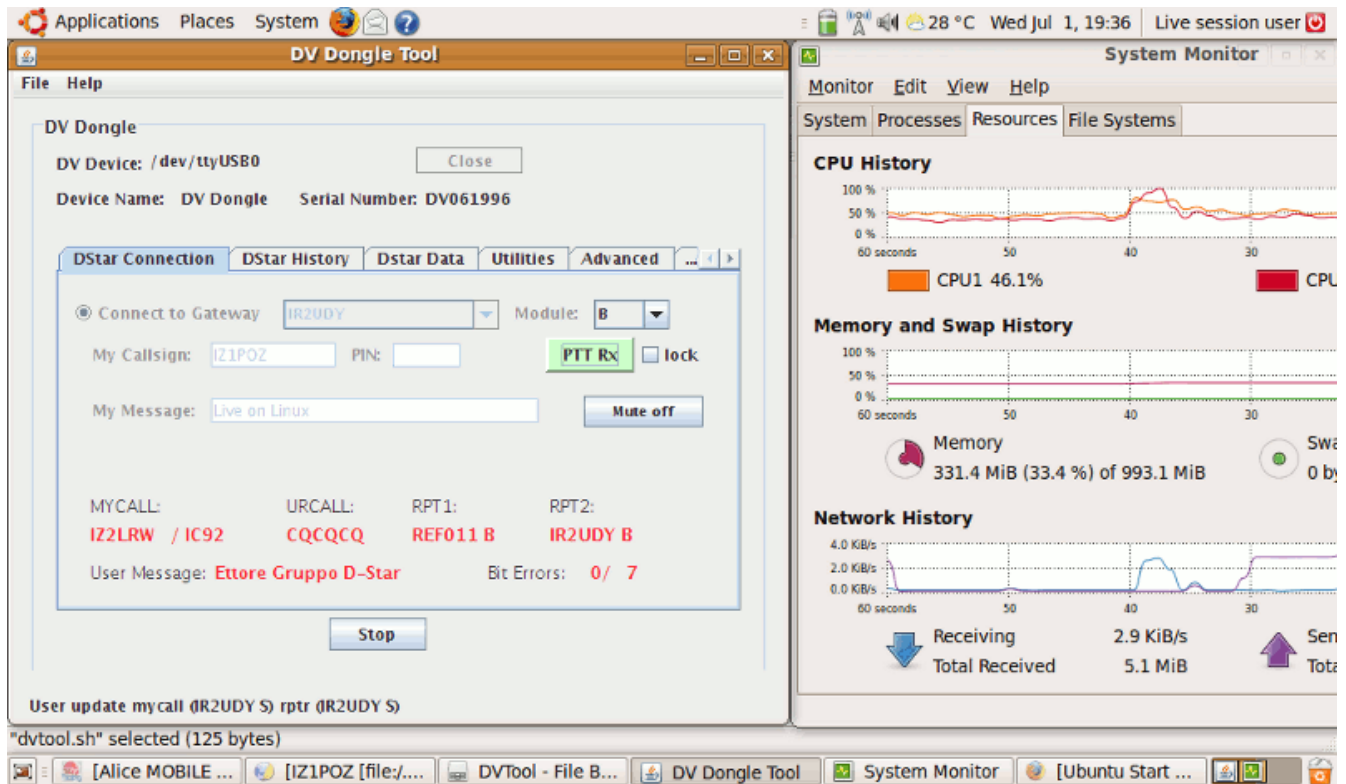 Applications Places System 28 °C Wed Jul 1, 19:36 Live session user
DV Dongle Tool
File Help
DV Dongle
DV Device: /dev/ttyUSB0 Close
Device Name: DV Dongle Serial Number: DV061996
DStar Connection DStar History Dstar Data Utilities Advanced ...
Connect to Gateway IR2UDY Module: B
My Callsign: IZ1POZ PIN: PTT Rx lock
My Message: Live on Linux Mute off
MYCALL: URCALL: RPT1: RPT2:
IZ2LRW / IC92 CQCQCQ REF011 B IR2UDY B
User Message: Ettore Gruppo D-Star Bit Errors: 0/ 7
Stop
User update mycall (IR2UDY S) rptr (IR2UDY S)
"dvtool.sh" selected (125 bytes)
System Monitor
Monitor Edit View Help
System Processes Resources File Systems
CPU History
100 %
50 %
0 %
60 seconds 50 40 30
CPU1 46.1% CPU
Memory and Swap History
100 %
50 %
0 %
60 seconds 50 40 30
Memory Swa
331.4 MiB (33.4 %) of 993.1 MiB 0 by
Network History
4.0 KiB/s
2.0 KiB/s
0.0 KiB/s
60 seconds 50 40 30
Receiving 2.9 KiB/s Sen
Total Received 5.1 MiB Tota
[Alice MOBILE ... [IZ1POZ [file:/.... DVTool - File B... DV Dongle Tool System Monitor [Ubuntu Start ...